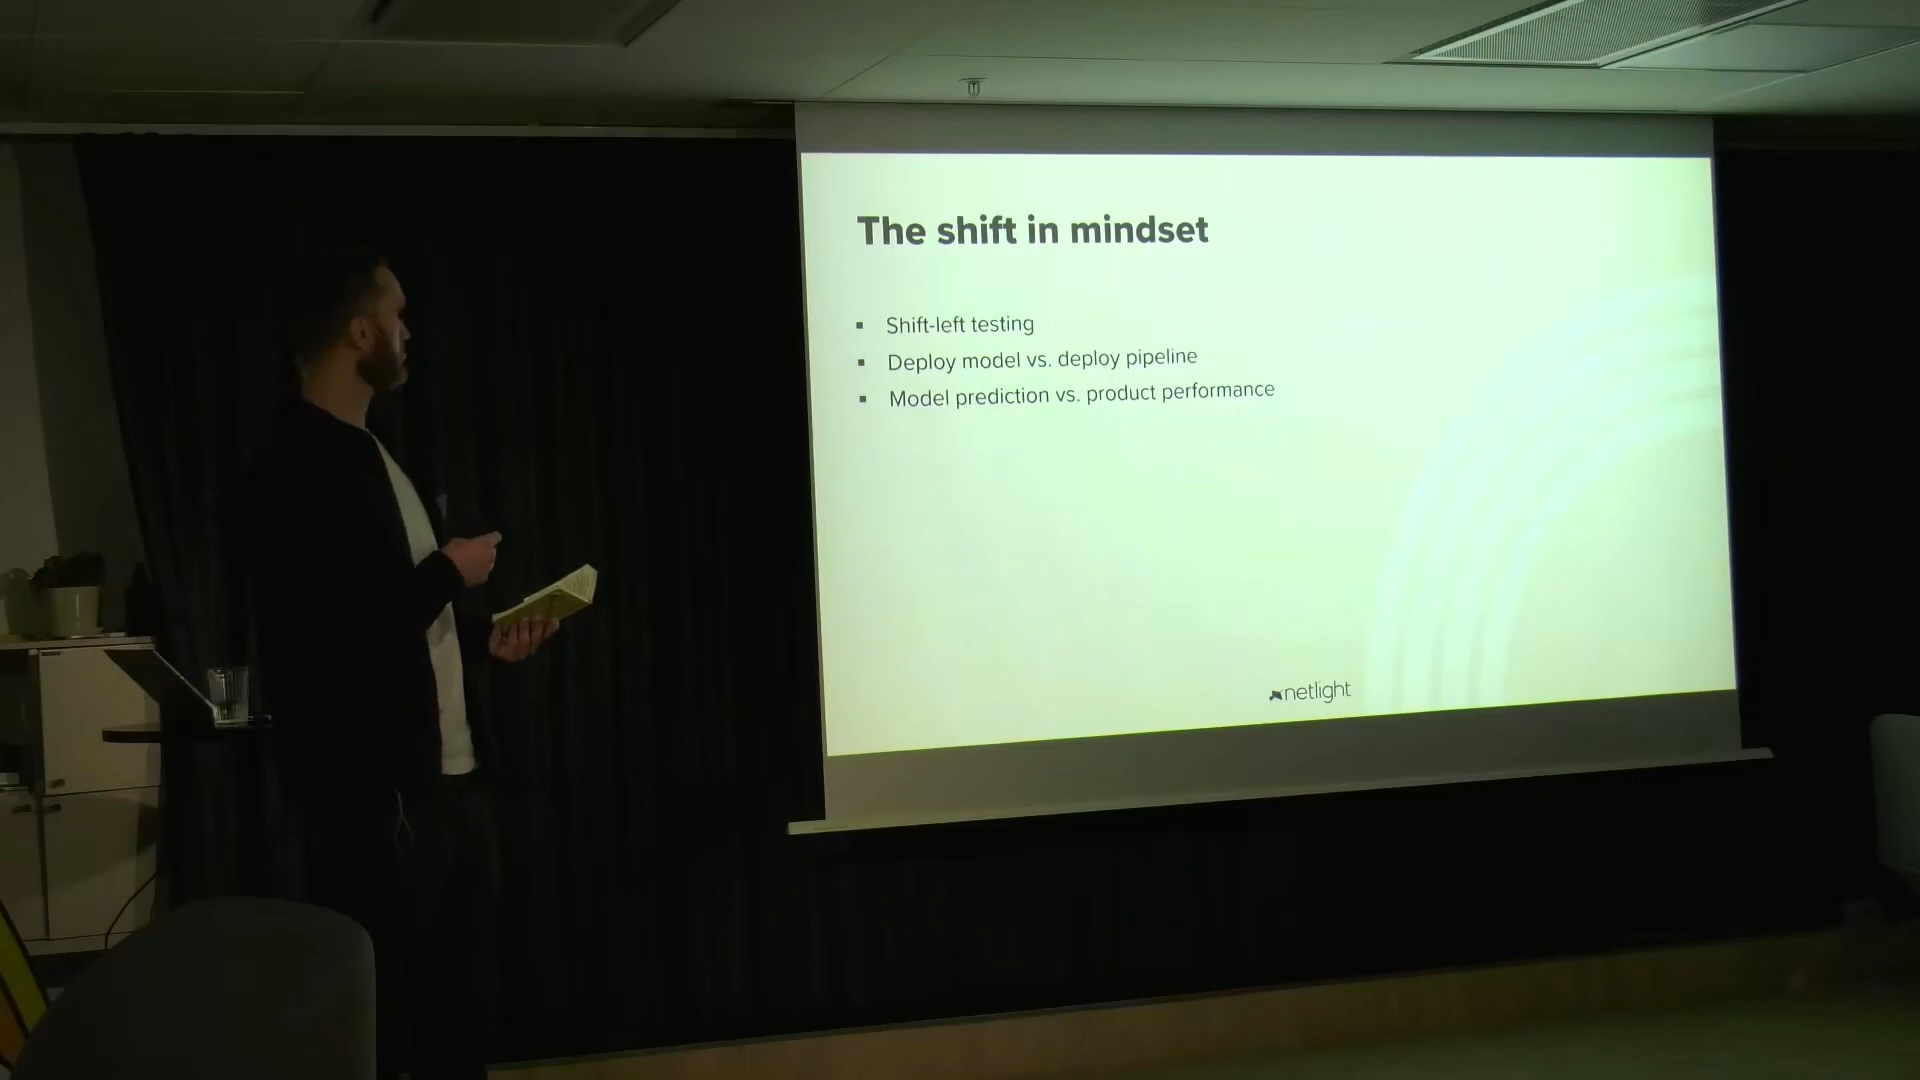 The shift in mindset
▪ Shift-left testing
▪ Deploy model vs. deploy pipeline
▪ Model prediction vs. product performance
netlight